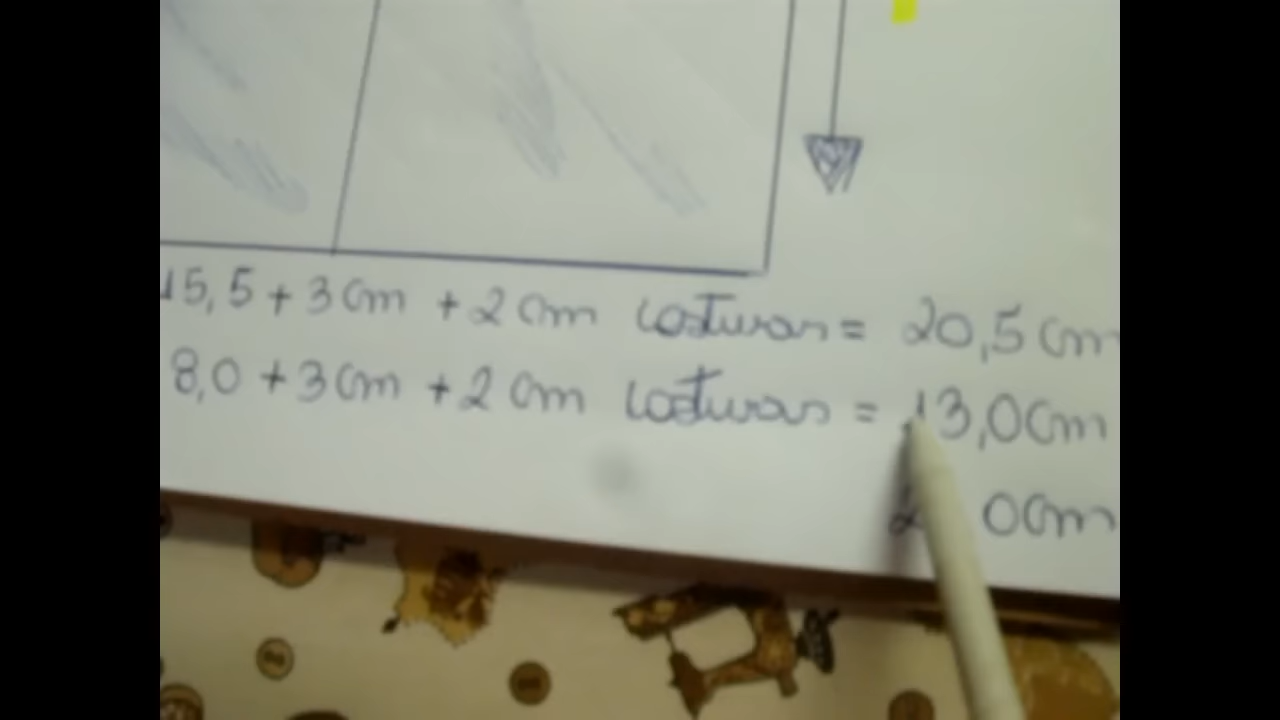 15,5 + 3cm + 2cm costuras = 20,5cm
8,0 + 3cm + 2cm costuras = 13,0cm
0cm